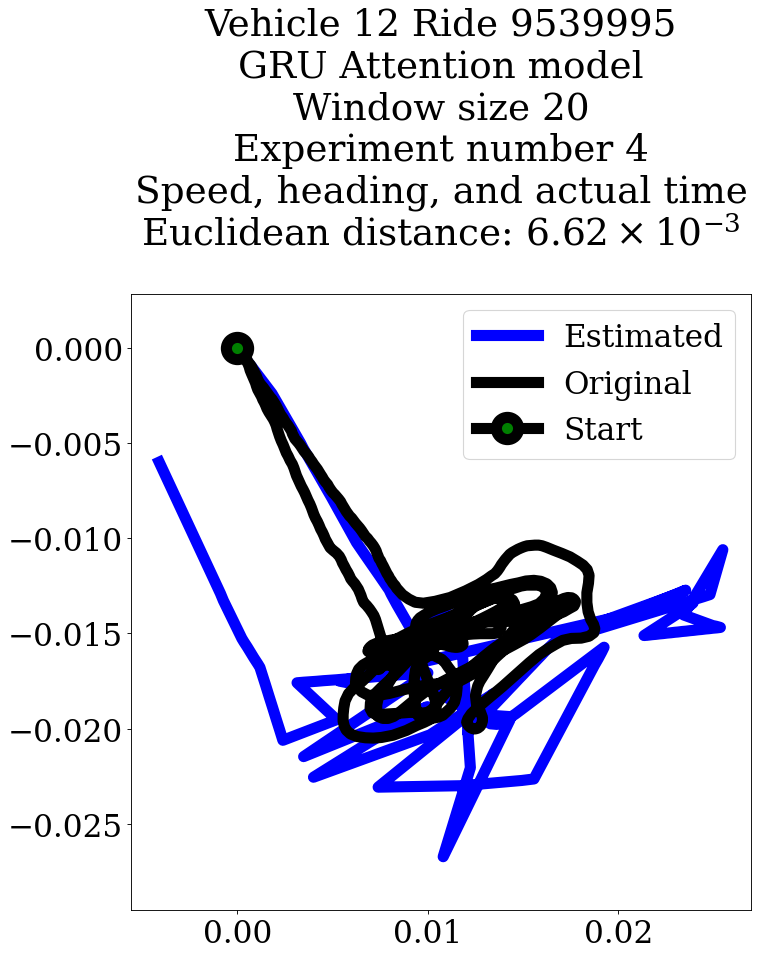 Vehicle 12 Ride 9539995
GRU Attention model
Window size 20
Experiment number 4
Speed, heading, and actual time
Euclidean distance: 6.62 × 10⁻³
Estimated
Original
Start
0.000
−0.005
−0.010
−0.015
−0.020
−0.025
0.00 0.01 0.02